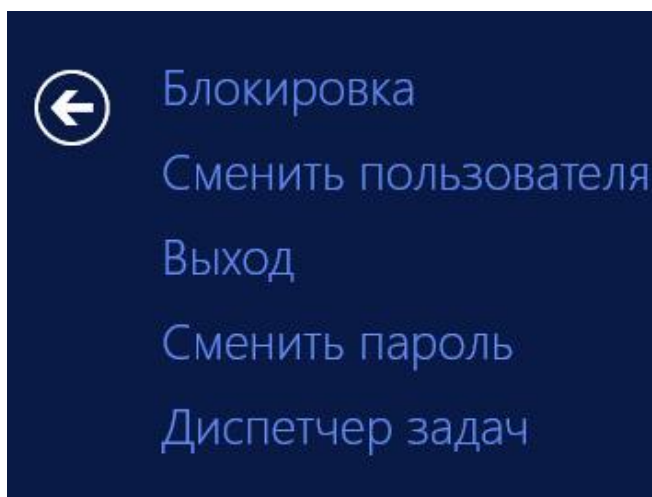 Блокировка
Сменить пользователя
Выход
Сменить пароль
Диспетчер задач